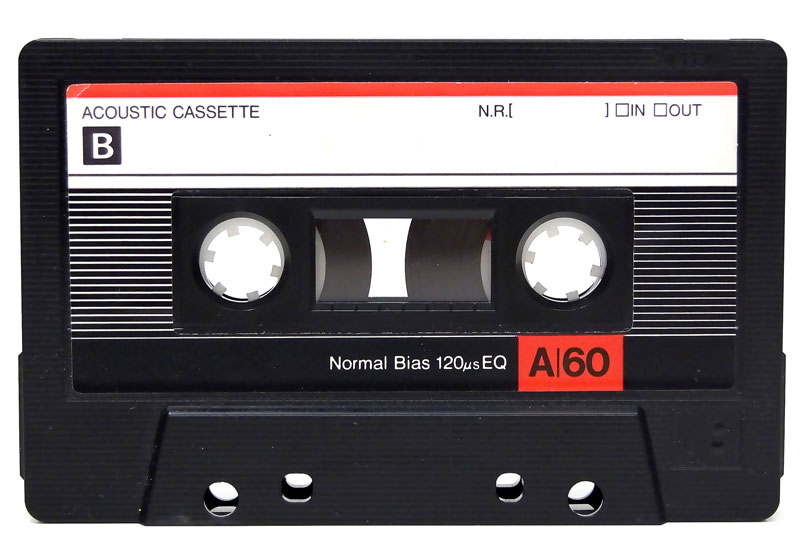 ACOUSTIC CASSETTE N.R.[ ] □IN □OUT
B
Normal Bias 120μs EQ A|60